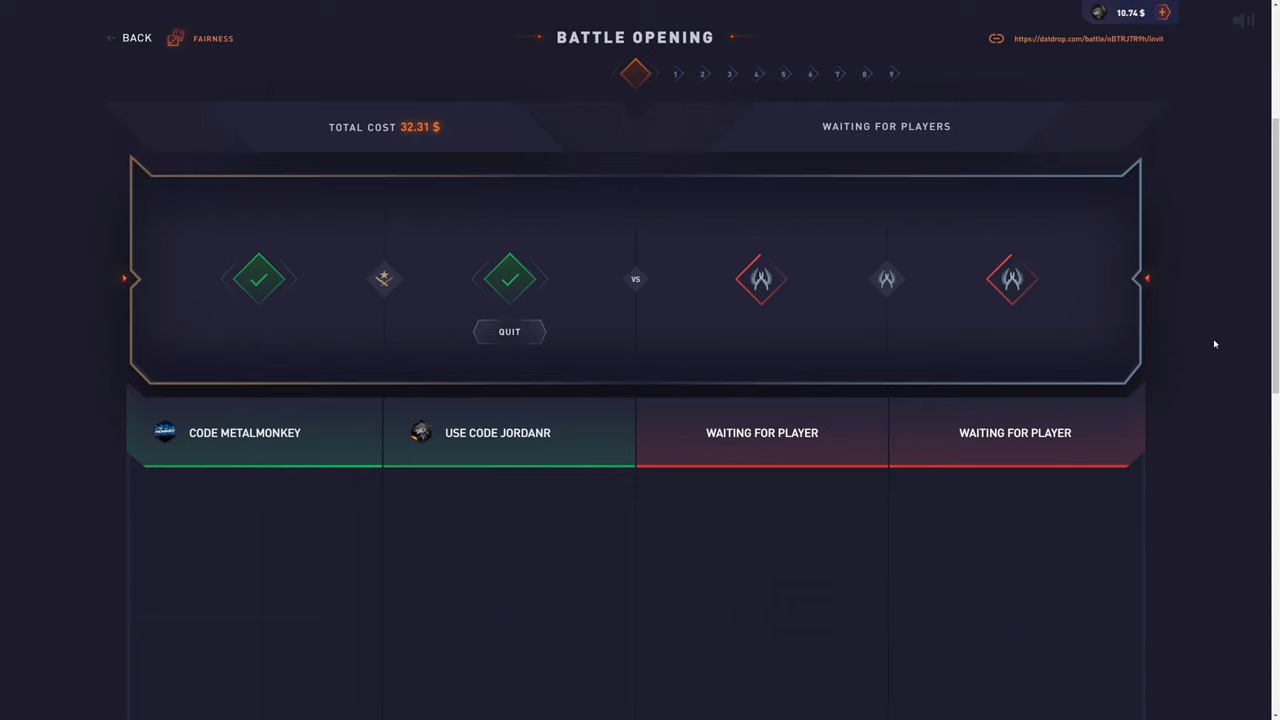 10.74 $ +
BACK
FAIRNESS
BATTLE OPENING
https://datdrop.com/battle/nBTRJ7R9h/invit
1 2 3 4 5 6 7 8 9
TOTAL COST 32.31 $
WAITING FOR PLAYERS
VS
QUIT
CODE METALMONKEY
USE CODE JORDANR
WAITING FOR PLAYER
WAITING FOR PLAYER